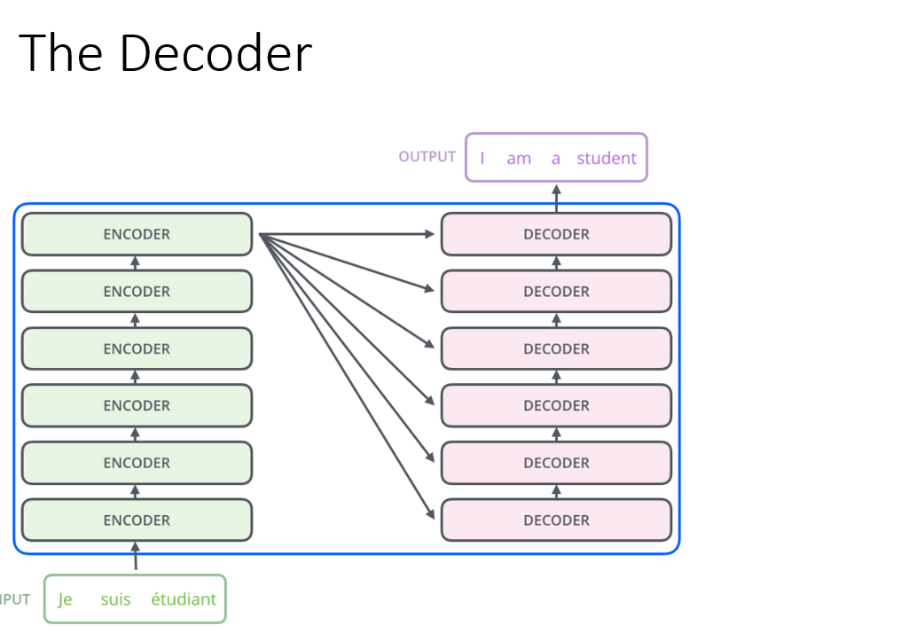 The Decoder
OUTPUT I am a student
ENCODER DECODER
ENCODER DECODER
ENCODER DECODER
ENCODER DECODER
ENCODER DECODER
ENCODER DECODER
PUT Je suis étudiant